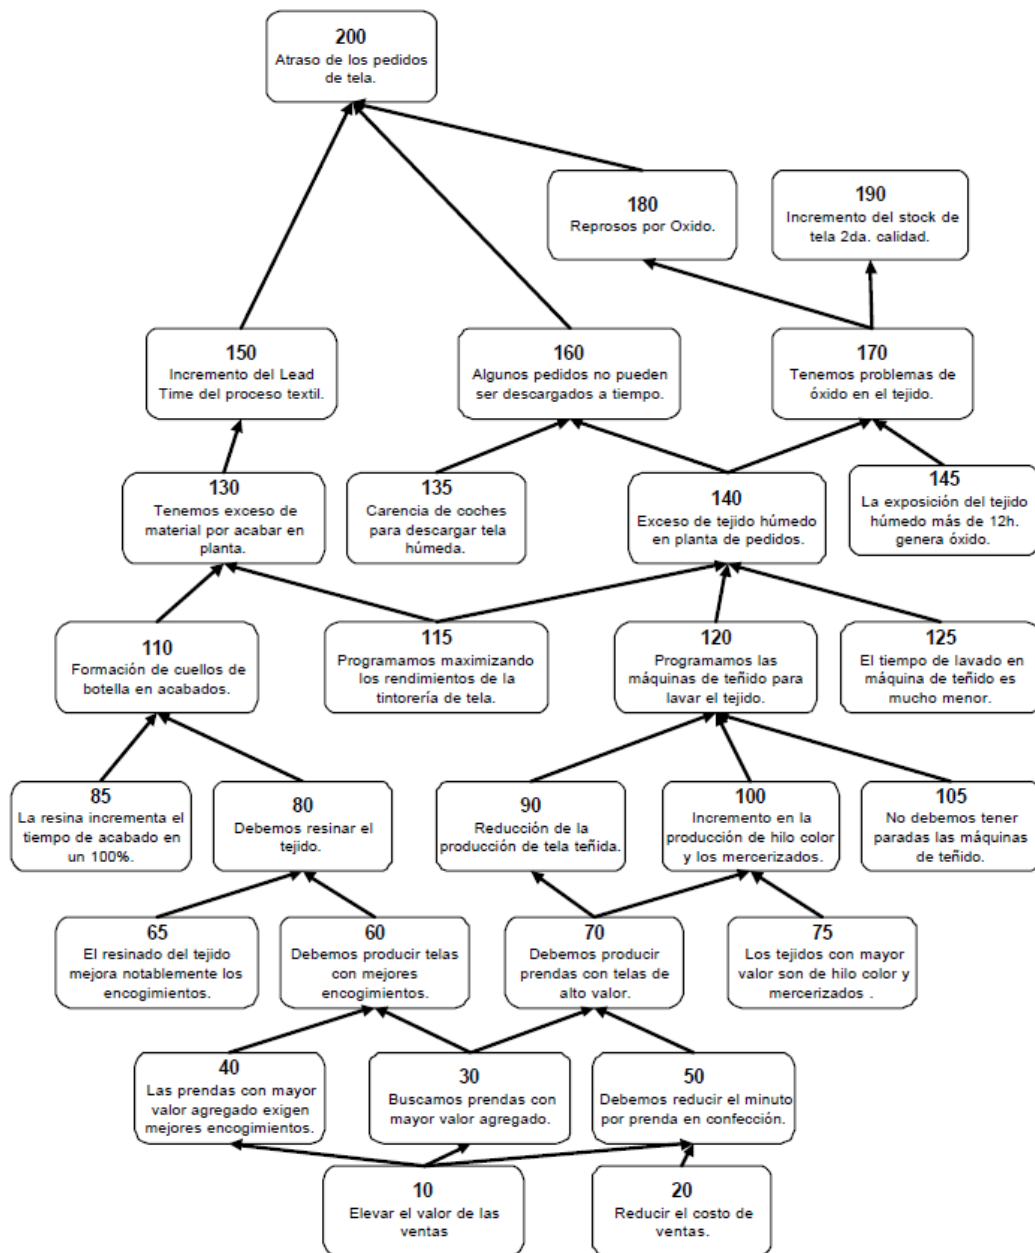 200
Atraso de los pedidos
de tela.
180
Reprosos por Oxido.
190
Incremento del stock de
tela 2da. calidad.
150
Incremento del Lead
Time del proceso textil.
160
Algunos pedidos no pueden
ser descargados a tiempo.
170
Tenemos problemas de
óxido en el tejido.
130
Tenemos exceso de
material por acabar en
planta.
135
Carencia de coches
para descargar tela
húmeda.
140
Exceso de tejido húmedo
en planta de pedidos.
145
La exposición del tejido
húmedo más de 12h.
genera óxido.
110
Formación de cuellos de
botella en acabados.
115
Programamos maximizando
los rendimientos de la
tintorería de tela.
120
Programamos las
máquinas de teñido para
lavar el tejido.
125
El tiempo de lavado en
máquina de teñido es
mucho menor.
85
La resina incrementa el
tiempo de acabado en
un 100%.
80
Debemos resinar el
tejido.
90
Reducción de la
producción de tela teñida.
100
Incremento en la
producción de hilo color
y los mercerizados.
105
No debemos tener
paradas las máquinas
de teñido.
65
El resinado del tejido
mejora notablemente los
encogimientos.
60
Debemos producir telas
con mejores
encogimientos.
70
Debemos producir
prendas con telas de
alto valor.
75
Los tejidos con mayor
valor son de hilo color y
mercerizados .
40
Las prendas con mayor
valor agregado exigen
mejores encogimientos.
30
Buscamos prendas con
mayor valor agregado.
50
Debemos reducir el minuto
por prenda en confección.
10
Elevar el valor de las
ventas
20
Reducir el costo de
ventas.